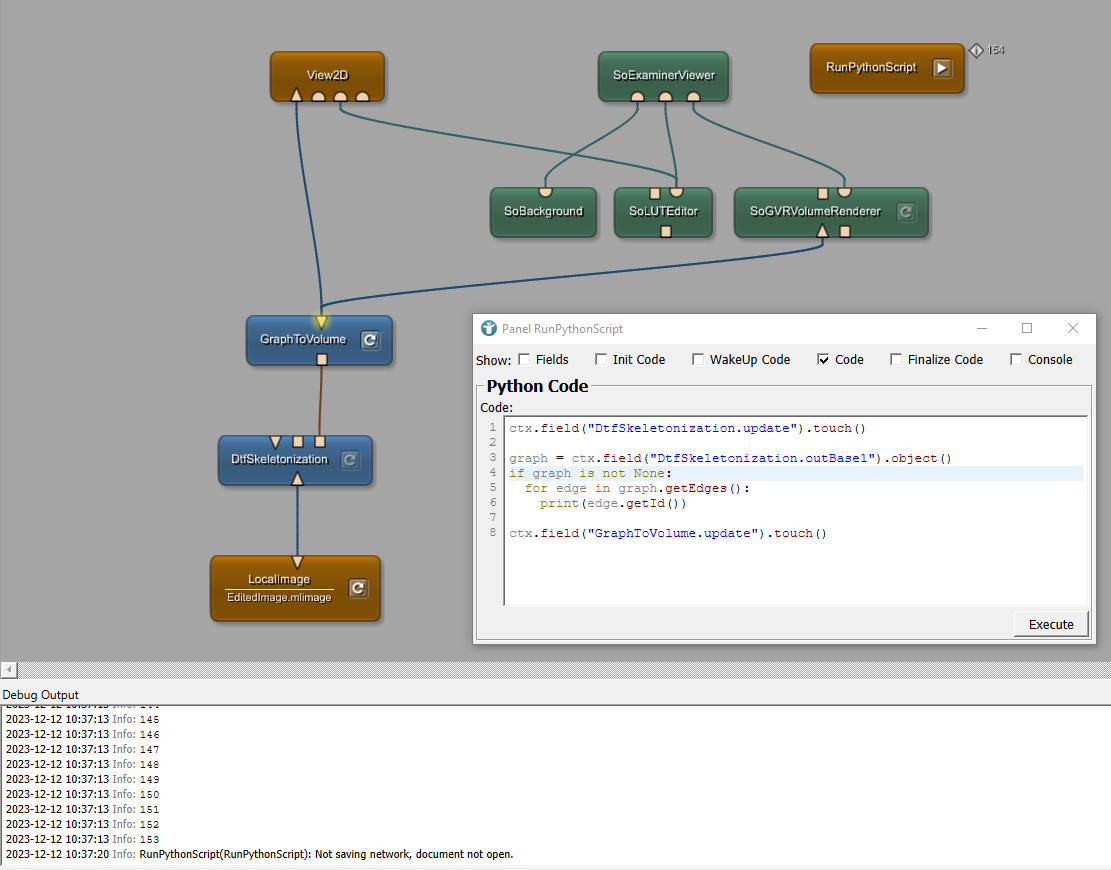 View2D
SoExaminerViewer
RunPythonScript
154
SoBackground
SoLUTEditor
SoGVRVolumeRenderer
GraphToVolume
DtfSkeletonization
LocalImage
EditedImage.mlimage
Panel RunPythonScript
Show: Fields Init Code WakeUp Code Code Finalize Code Console
Python Code
Code:
1 ctx.field("DtfSkeletonization.update").touch()
2
3 graph = ctx.field("DtfSkeletonization.outBase1").object()
4 if graph is not None:
5 for edge in graph.getEdges():
6 print(edge.getId())
7
8 ctx.field("GraphToVolume.update").touch()
Execute
Debug Output
2023-12-12 10:37:13 Info: 144
2023-12-12 10:37:13 Info: 145
2023-12-12 10:37:13 Info: 146
2023-12-12 10:37:13 Info: 147
2023-12-12 10:37:13 Info: 148
2023-12-12 10:37:13 Info: 149
2023-12-12 10:37:13 Info: 150
2023-12-12 10:37:13 Info: 151
2023-12-12 10:37:13 Info: 152
2023-12-12 10:37:13 Info: 153
2023-12-12 10:37:20 Info: RunPythonScript(RunPythonScript): Not saving network, document not open.